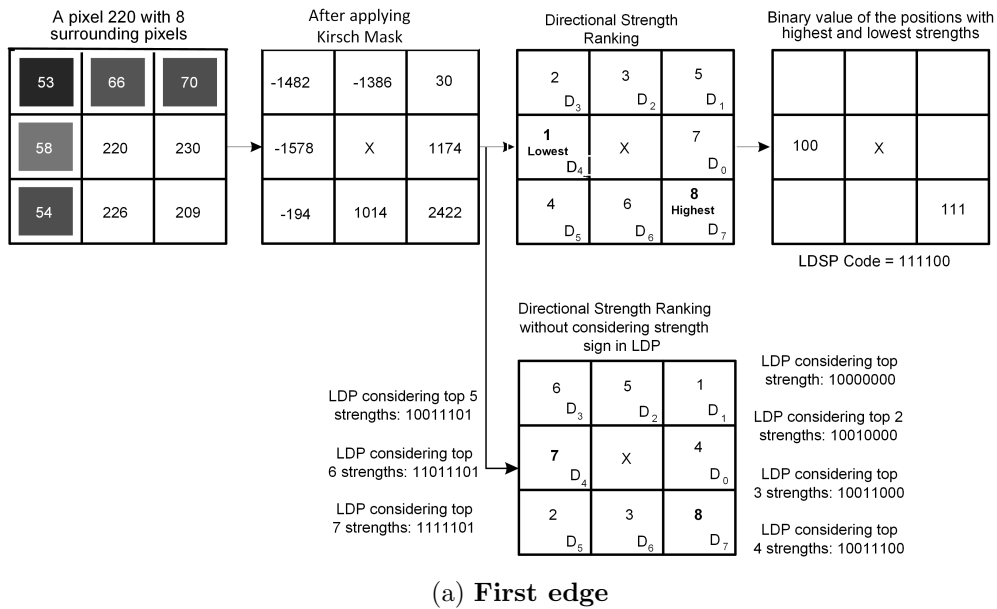 A pixel 220 with 8
surrounding pixels
53 66 70
58 220 230
54 226 209
After applying
Kirsch Mask
-1482 -1386 30
-1578 X 1174
-194 1014 2422
Directional Strength
Ranking
2 D3 3 D2 5 D1
1 Lowest D4 X 7 D0
4 D5 6 D6 8 Highest D7
Binary value of the positions with
highest and lowest strengths
100 X
111
LDSP Code = 111100
Directional Strength Ranking
without considering strength
sign in LDP
6 D3 5 D2 1 D1
7 D4 X 4 D0
2 D5 3 D6 8 D7
LDP considering top 5
strengths: 10011101
LDP considering top
6 strengths: 11011101
LDP considering top
7 strengths: 1111101
LDP considering top
strength: 10000000
LDP considering top 2
strengths: 10010000
LDP considering top
3 strengths: 10011000
LDP considering top
4 strengths: 10011100
(a) First edge